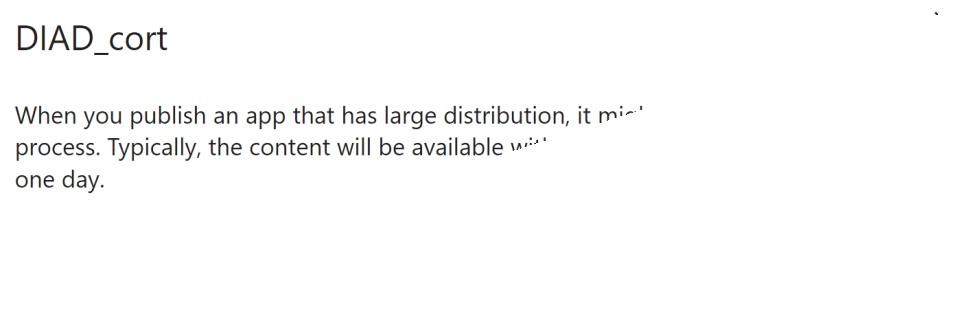 DIAD_cort
When you publish an app that has large distribution, it
process. Typically, the content will be available
one day.